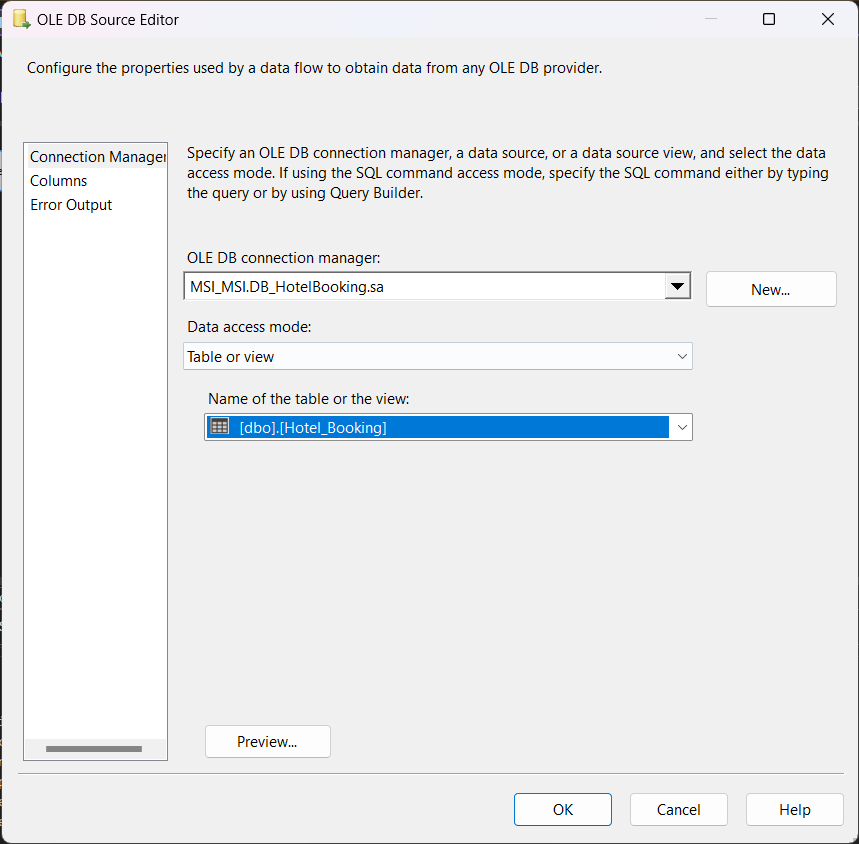 OLE DB Source Editor
Configure the properties used by a data flow to obtain data from any OLE DB provider.
Connection Manager
Columns
Error Output
Specify an OLE DB connection manager, a data source, or a data source view, and select the data
access mode. If using the SQL command access mode, specify the SQL command either by typing
the query or by using Query Builder.
OLE DB connection manager:
MSI_MSI.DB_HotelBooking.sa
New...
Data access mode:
Table or view
Name of the table or the view:
[dbo].[Hotel_Booking]
Preview...
OK
Cancel
Help